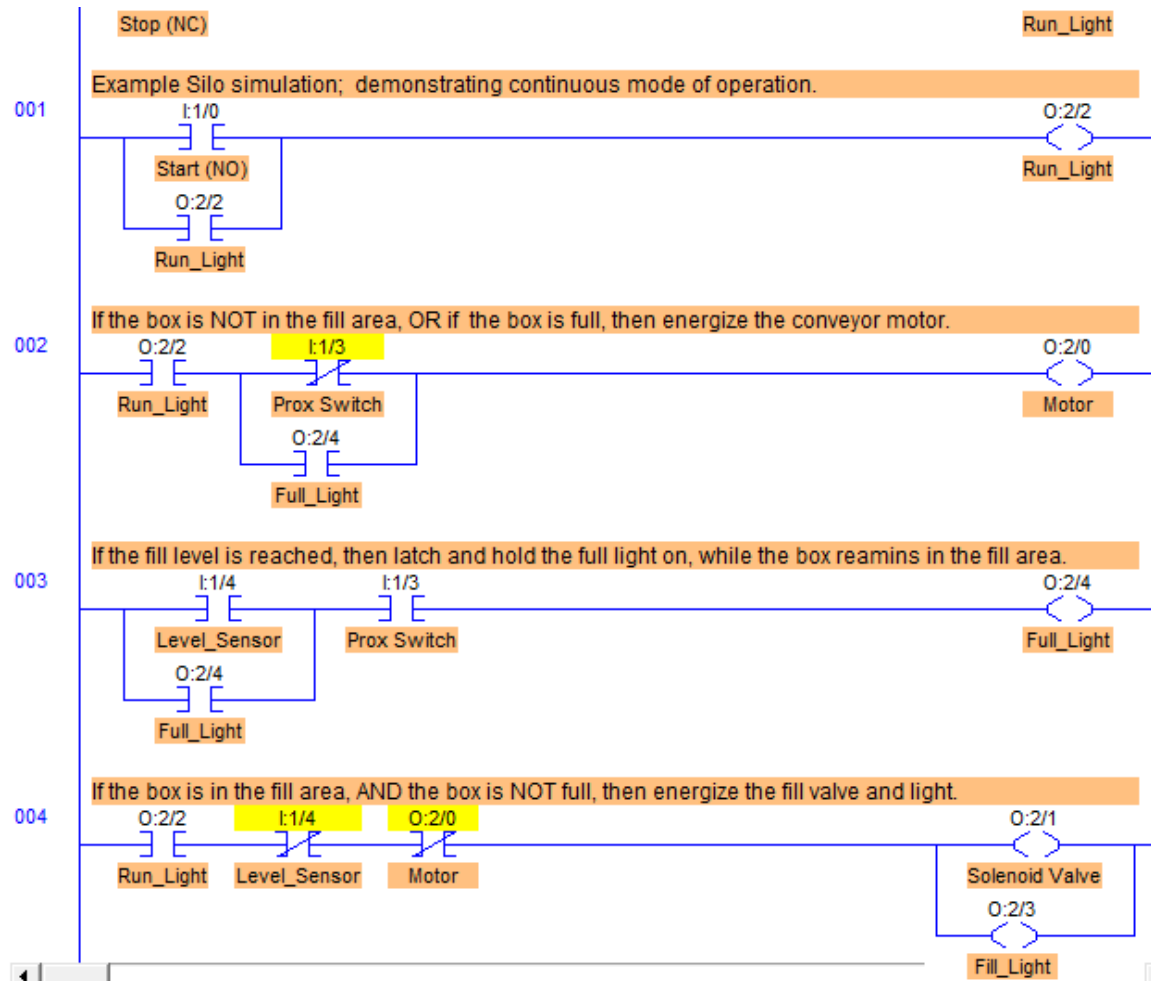 Stop (NC) Run_Light
Example Silo simulation; demonstrating continuous mode of operation.
001 I:1/0 O:2/2
Start (NO) Run_Light
O:2/2
Run_Light
If the box is NOT in the fill area, OR if the box is full, then energize the conveyor motor.
002 O:2/2 I:1/3 O:2/0
Run_Light Prox Switch Motor
O:2/4
Full_Light
If the fill level is reached, then latch and hold the full light on, while the box reamins in the fill area.
003 I:1/4 I:1/3 O:2/4
Level_Sensor Prox Switch Full_Light
O:2/4
Full_Light
If the box is in the fill area, AND the box is NOT full, then energize the fill valve and light.
004 O:2/2 I:1/4 O:2/0 O:2/1
Run_Light Level_Sensor Motor Solenoid Valve
O:2/3
Fill_Light